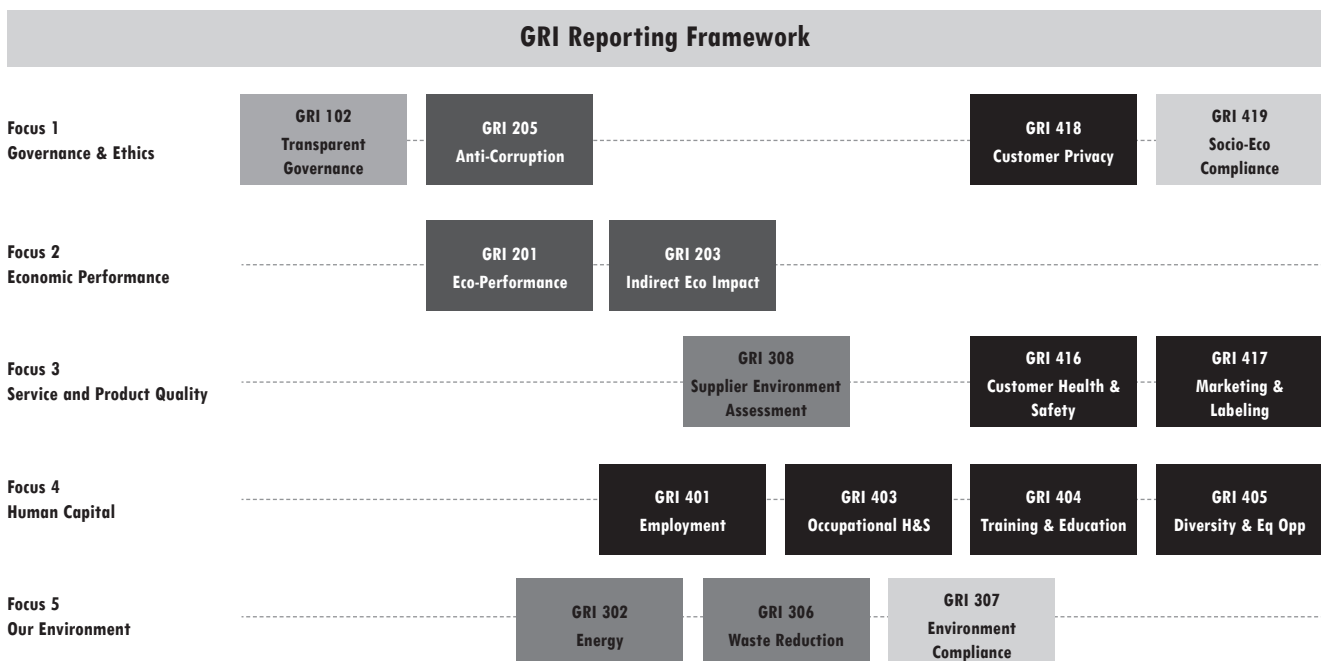 GRI Reporting Framework
Focus 1
Governance & Ethics
GRI 102
Transparent
Governance
GRI 205
Anti-Corruption
GRI 418
Customer Privacy
GRI 419
Socio-Eco
Compliance
Focus 2
Economic Performance
GRI 201
Eco-Performance
GRI 203
Indirect Eco Impact
Focus 3
Service and Product Quality
GRI 308
Supplier Environment
Assessment
GRI 416
Customer Health &
Safety
GRI 417
Marketing &
Labeling
Focus 4
Human Capital
GRI 401
Employment
GRI 403
Occupational H&S
GRI 404
Training & Education
GRI 405
Diversity & Eq Opp
Focus 5
Our Environment
GRI 302
Energy
GRI 306
Waste Reduction
GRI 307
Environment
Compliance